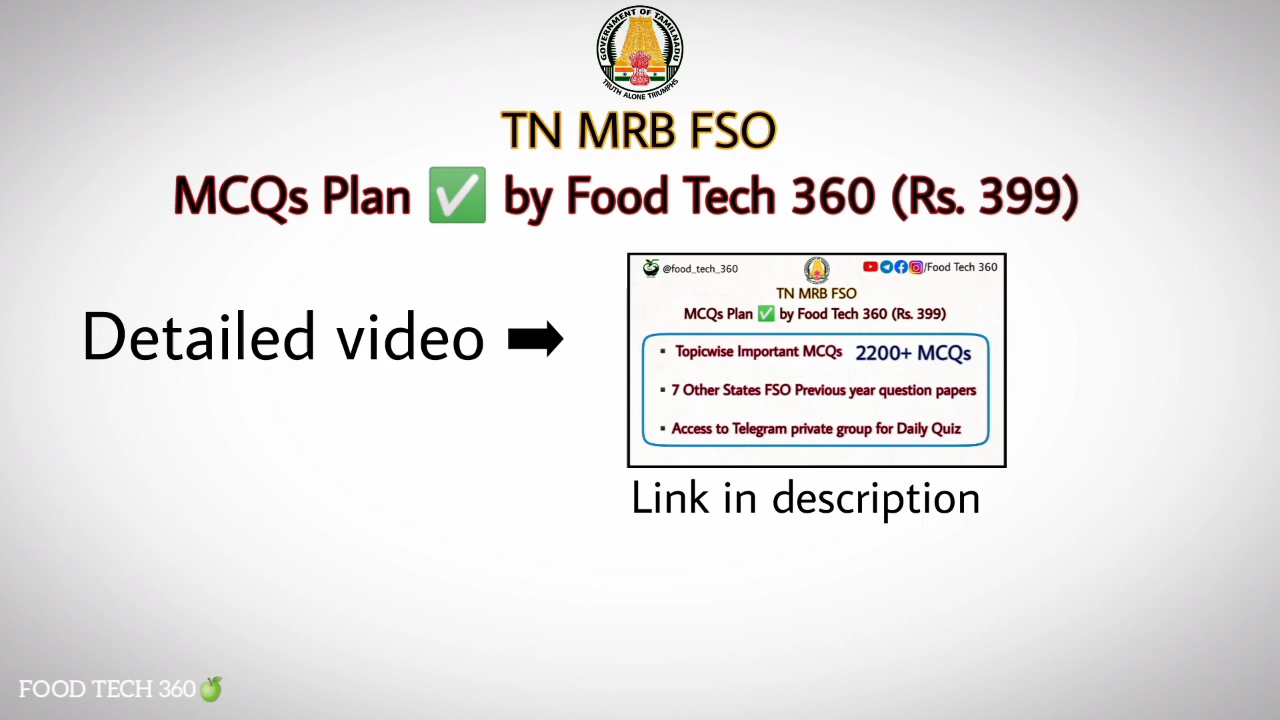 GOVERNMENT OF TAMILNADU
TRUTH ALONE TRIUMPHS
TN MRB FSO
MCQs Plan ✅ by Food Tech 360 (Rs. 399)
Detailed video ➡
@food_tech_360
/Food Tech 360
TN MRB FSO
MCQs Plan ✅ by Food Tech 360 (Rs. 399)
▪ Topicwise Important MCQs 2200+ MCQs
▪ 7 Other States FSO Previous year question papers
▪ Access to Telegram private group for Daily Quiz
Link in description
FOOD TECH 360🍏